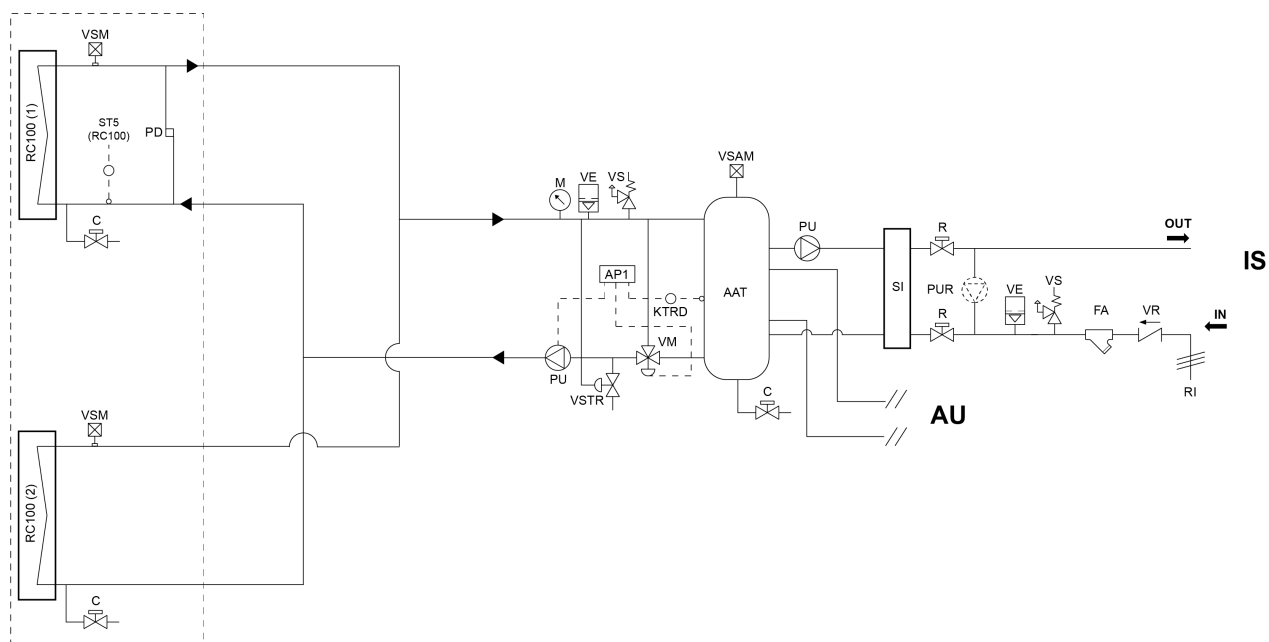 VSM
RC100 (1)
ST5
(RC100)
PD
C
M
VE
VS
VSAM
AP1
KTRD
VM
PU
VSTR
AAT
C
PU
SI
R
R
PUR
VE
VS
FA
VR
RI
OUT
IN
IS
AU
VSM
RC100 (2)
C